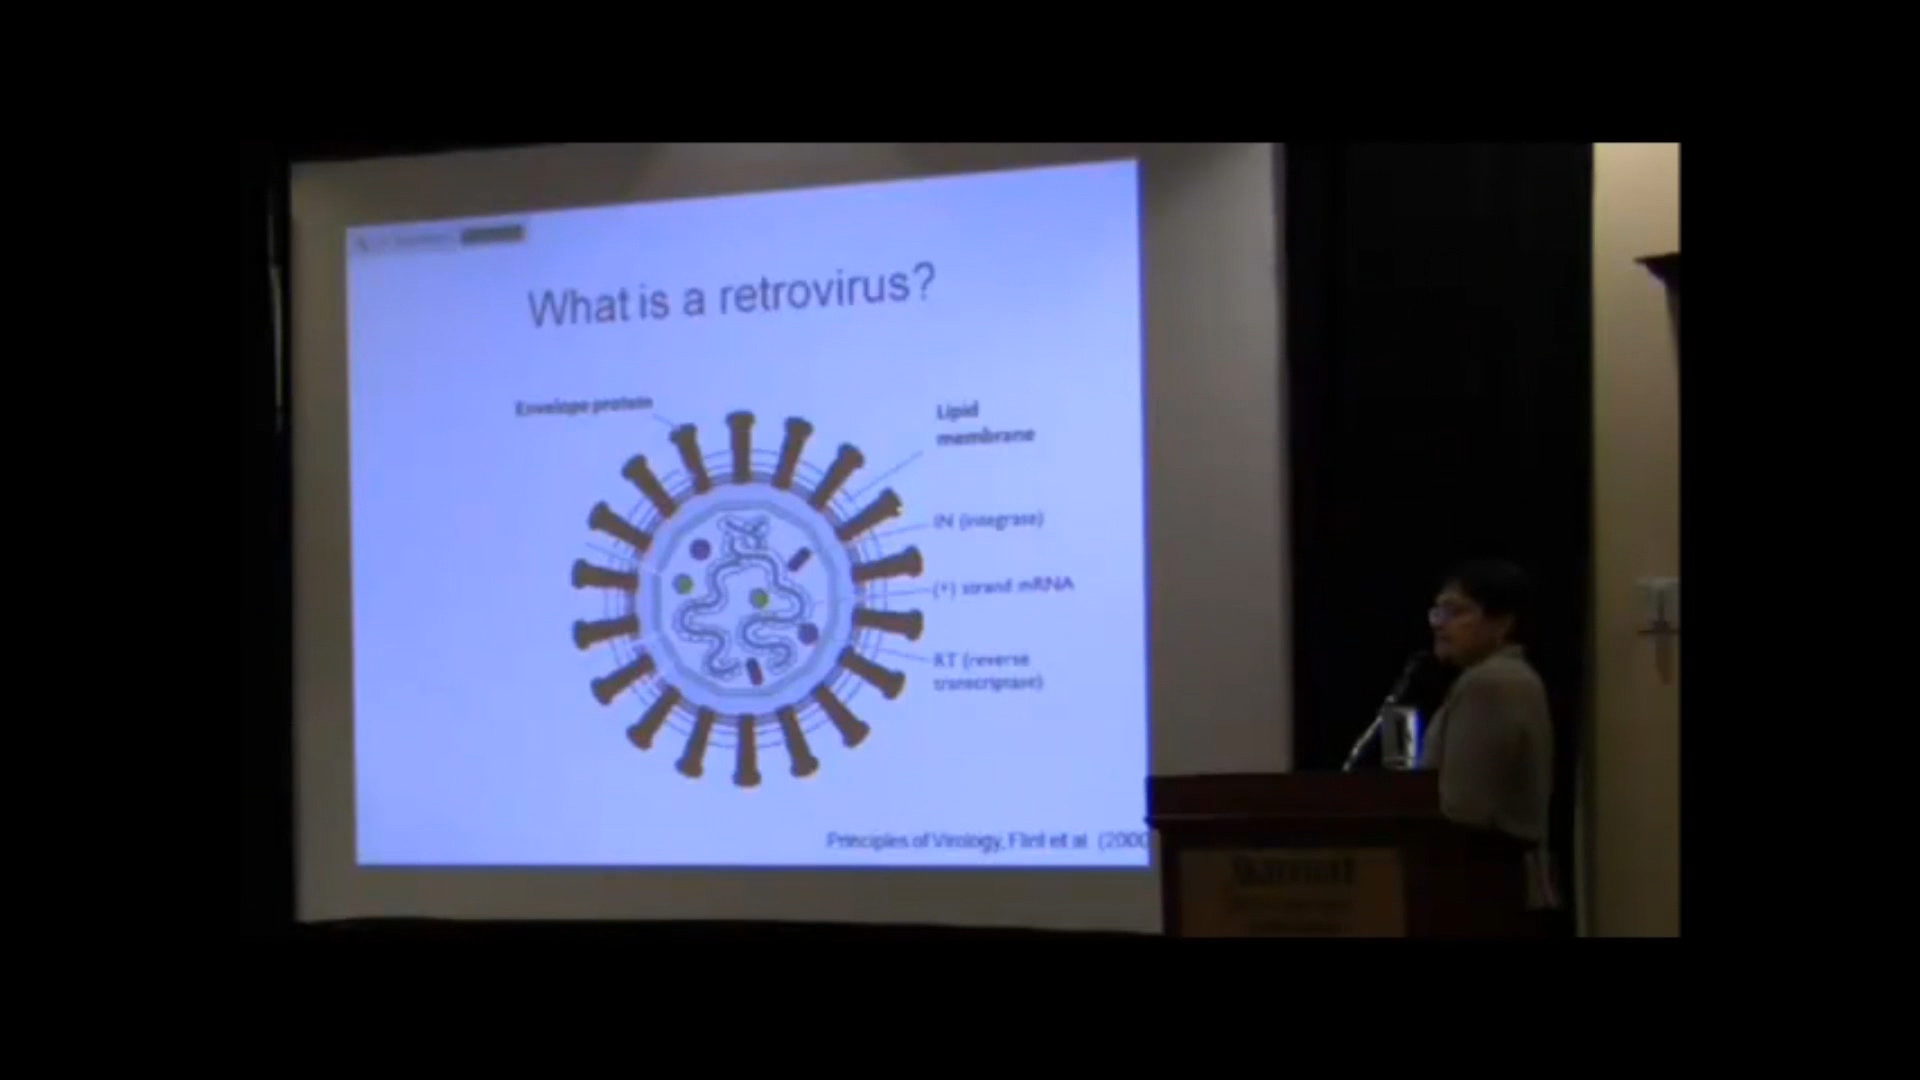 What is a retrovirus?
Envelope protein
Lipid
membrane
IN (integrase)
(+) strand mRNA
RT (reverse
transcriptase)
Principles of Virology, Flint et al (2000